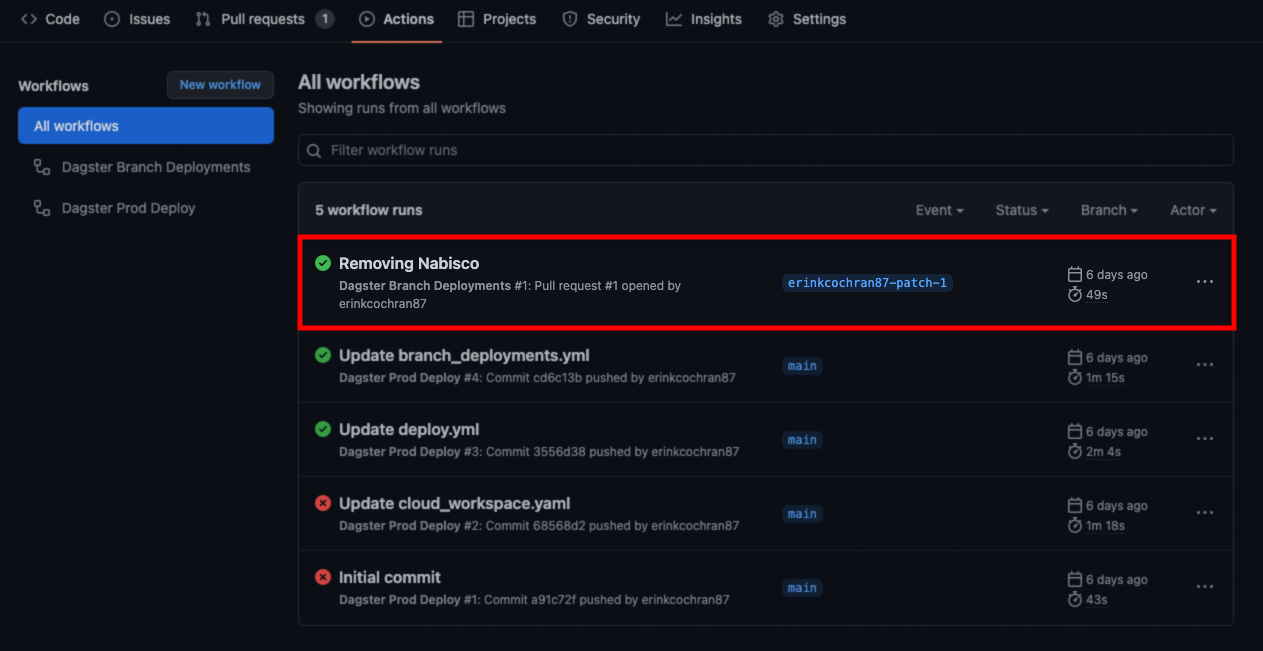 Code Issues Pull requests 1 Actions Projects Security Insights Settings
Workflows New workflow
All workflows
Dagster Branch Deployments
Dagster Prod Deploy
All workflows
Showing runs from all workflows
Filter workflow runs
5 workflow runs Event Status Branch Actor
Removing Nabisco
Dagster Branch Deployments #1: Pull request #1 opened by
erinkcochran87
erinkcochran87-patch-1
6 days ago
49s
Update branch_deployments.yml
Dagster Prod Deploy #4: Commit cd6c13b pushed by erinkcochran87
main
6 days ago
1m 15s
Update deploy.yml
Dagster Prod Deploy #3: Commit 3556d38 pushed by erinkcochran87
main
6 days ago
2m 4s
Update cloud_workspace.yaml
Dagster Prod Deploy #2: Commit 68568d2 pushed by erinkcochran87
main
6 days ago
1m 18s
Initial commit
Dagster Prod Deploy #1: Commit a91c72f pushed by erinkcochran87
main
6 days ago
43s